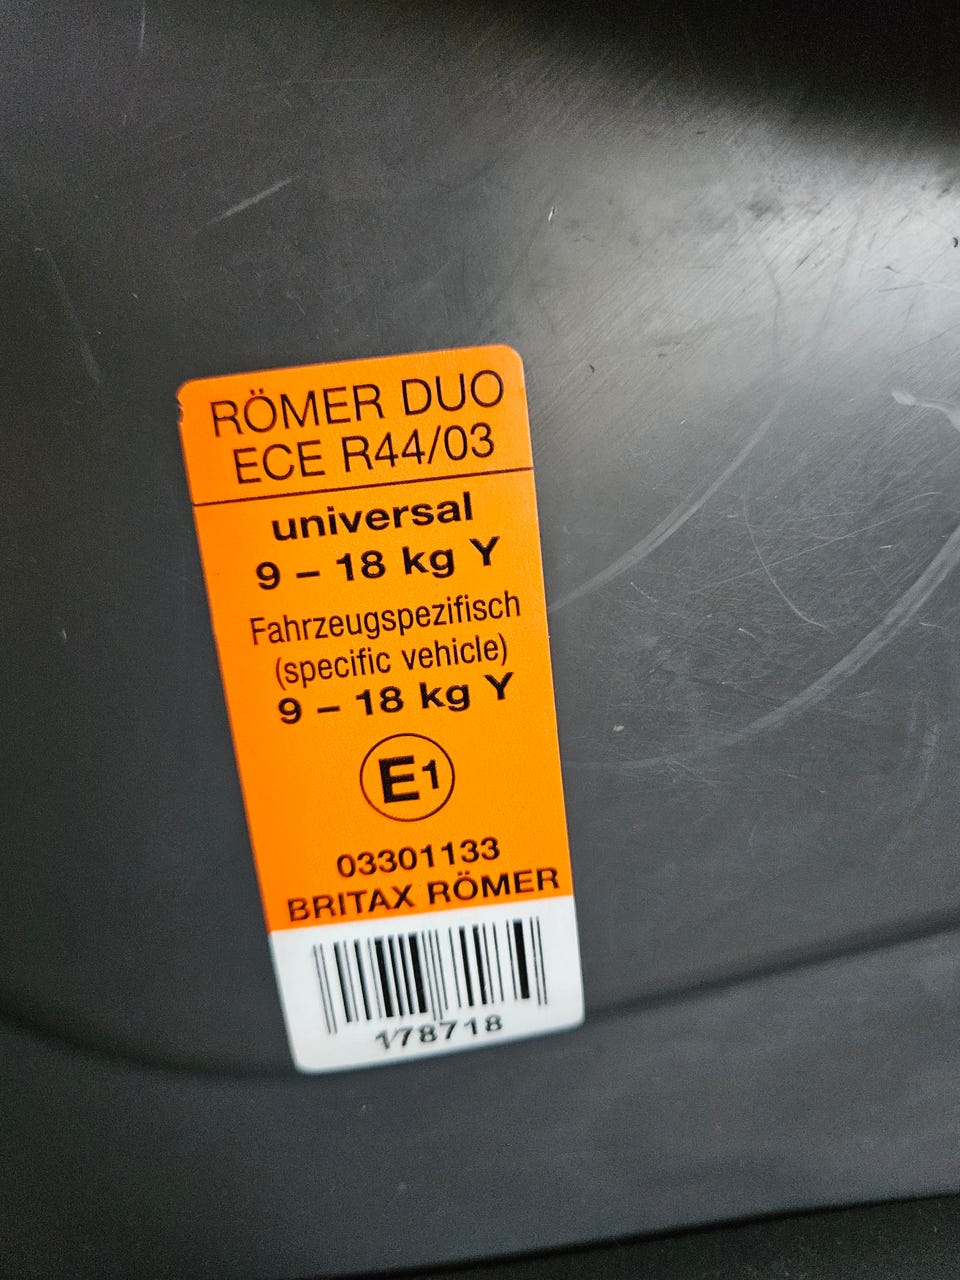 RÖMER DUO
ECE R44/03
universal
9 – 18 kg Y
Fahrzeugspezifisch
(specific vehicle)
9 – 18 kg Y
E1
03301133
BRITAX RÖMER
178718